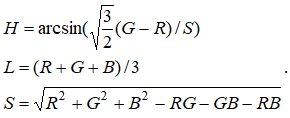 H = arcsin(√(3/2) (G − R) / S)
L = (R + G + B) / 3
S = √(R² + G² + B² − RG − GB − RB) .